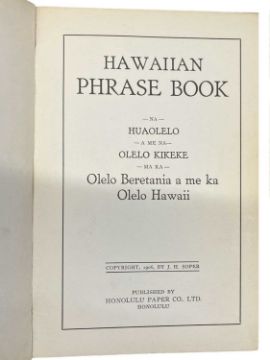 HAWAIIAN
PHRASE BOOK
— NA —
HUAOLELO
— A ME NA —
OLELO KIKEKE
— MA KA —
Olelo Beretania a me ka
Olelo Hawaii
COPYRIGHT, 1906, BY J. H. SOPER
PUBLISHED BY
HONOLULU PAPER CO. LTD.
HONOLULU